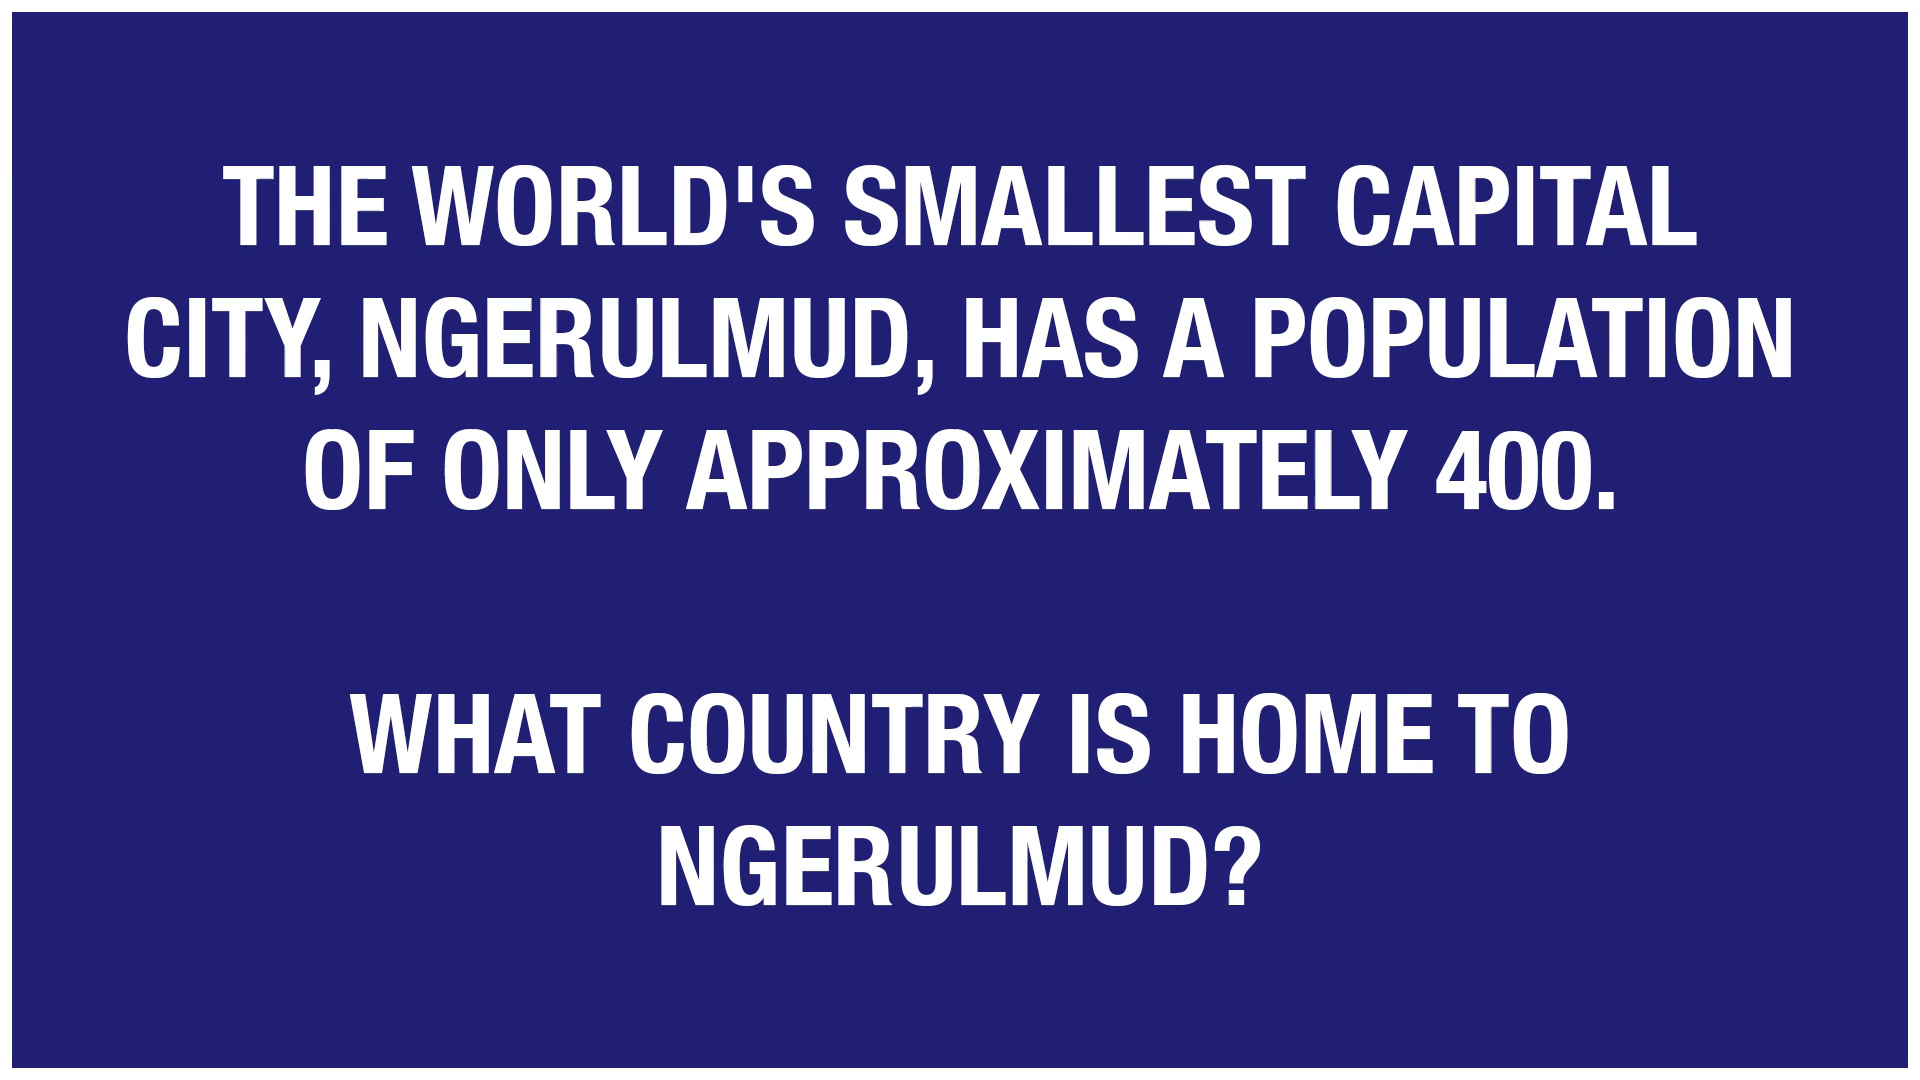 THE WORLD'S SMALLEST CAPITAL
CITY, NGERULMUD, HAS A POPULATION
OF ONLY APPROXIMATELY 400.
WHAT COUNTRY IS HOME TO
NGERULMUD?